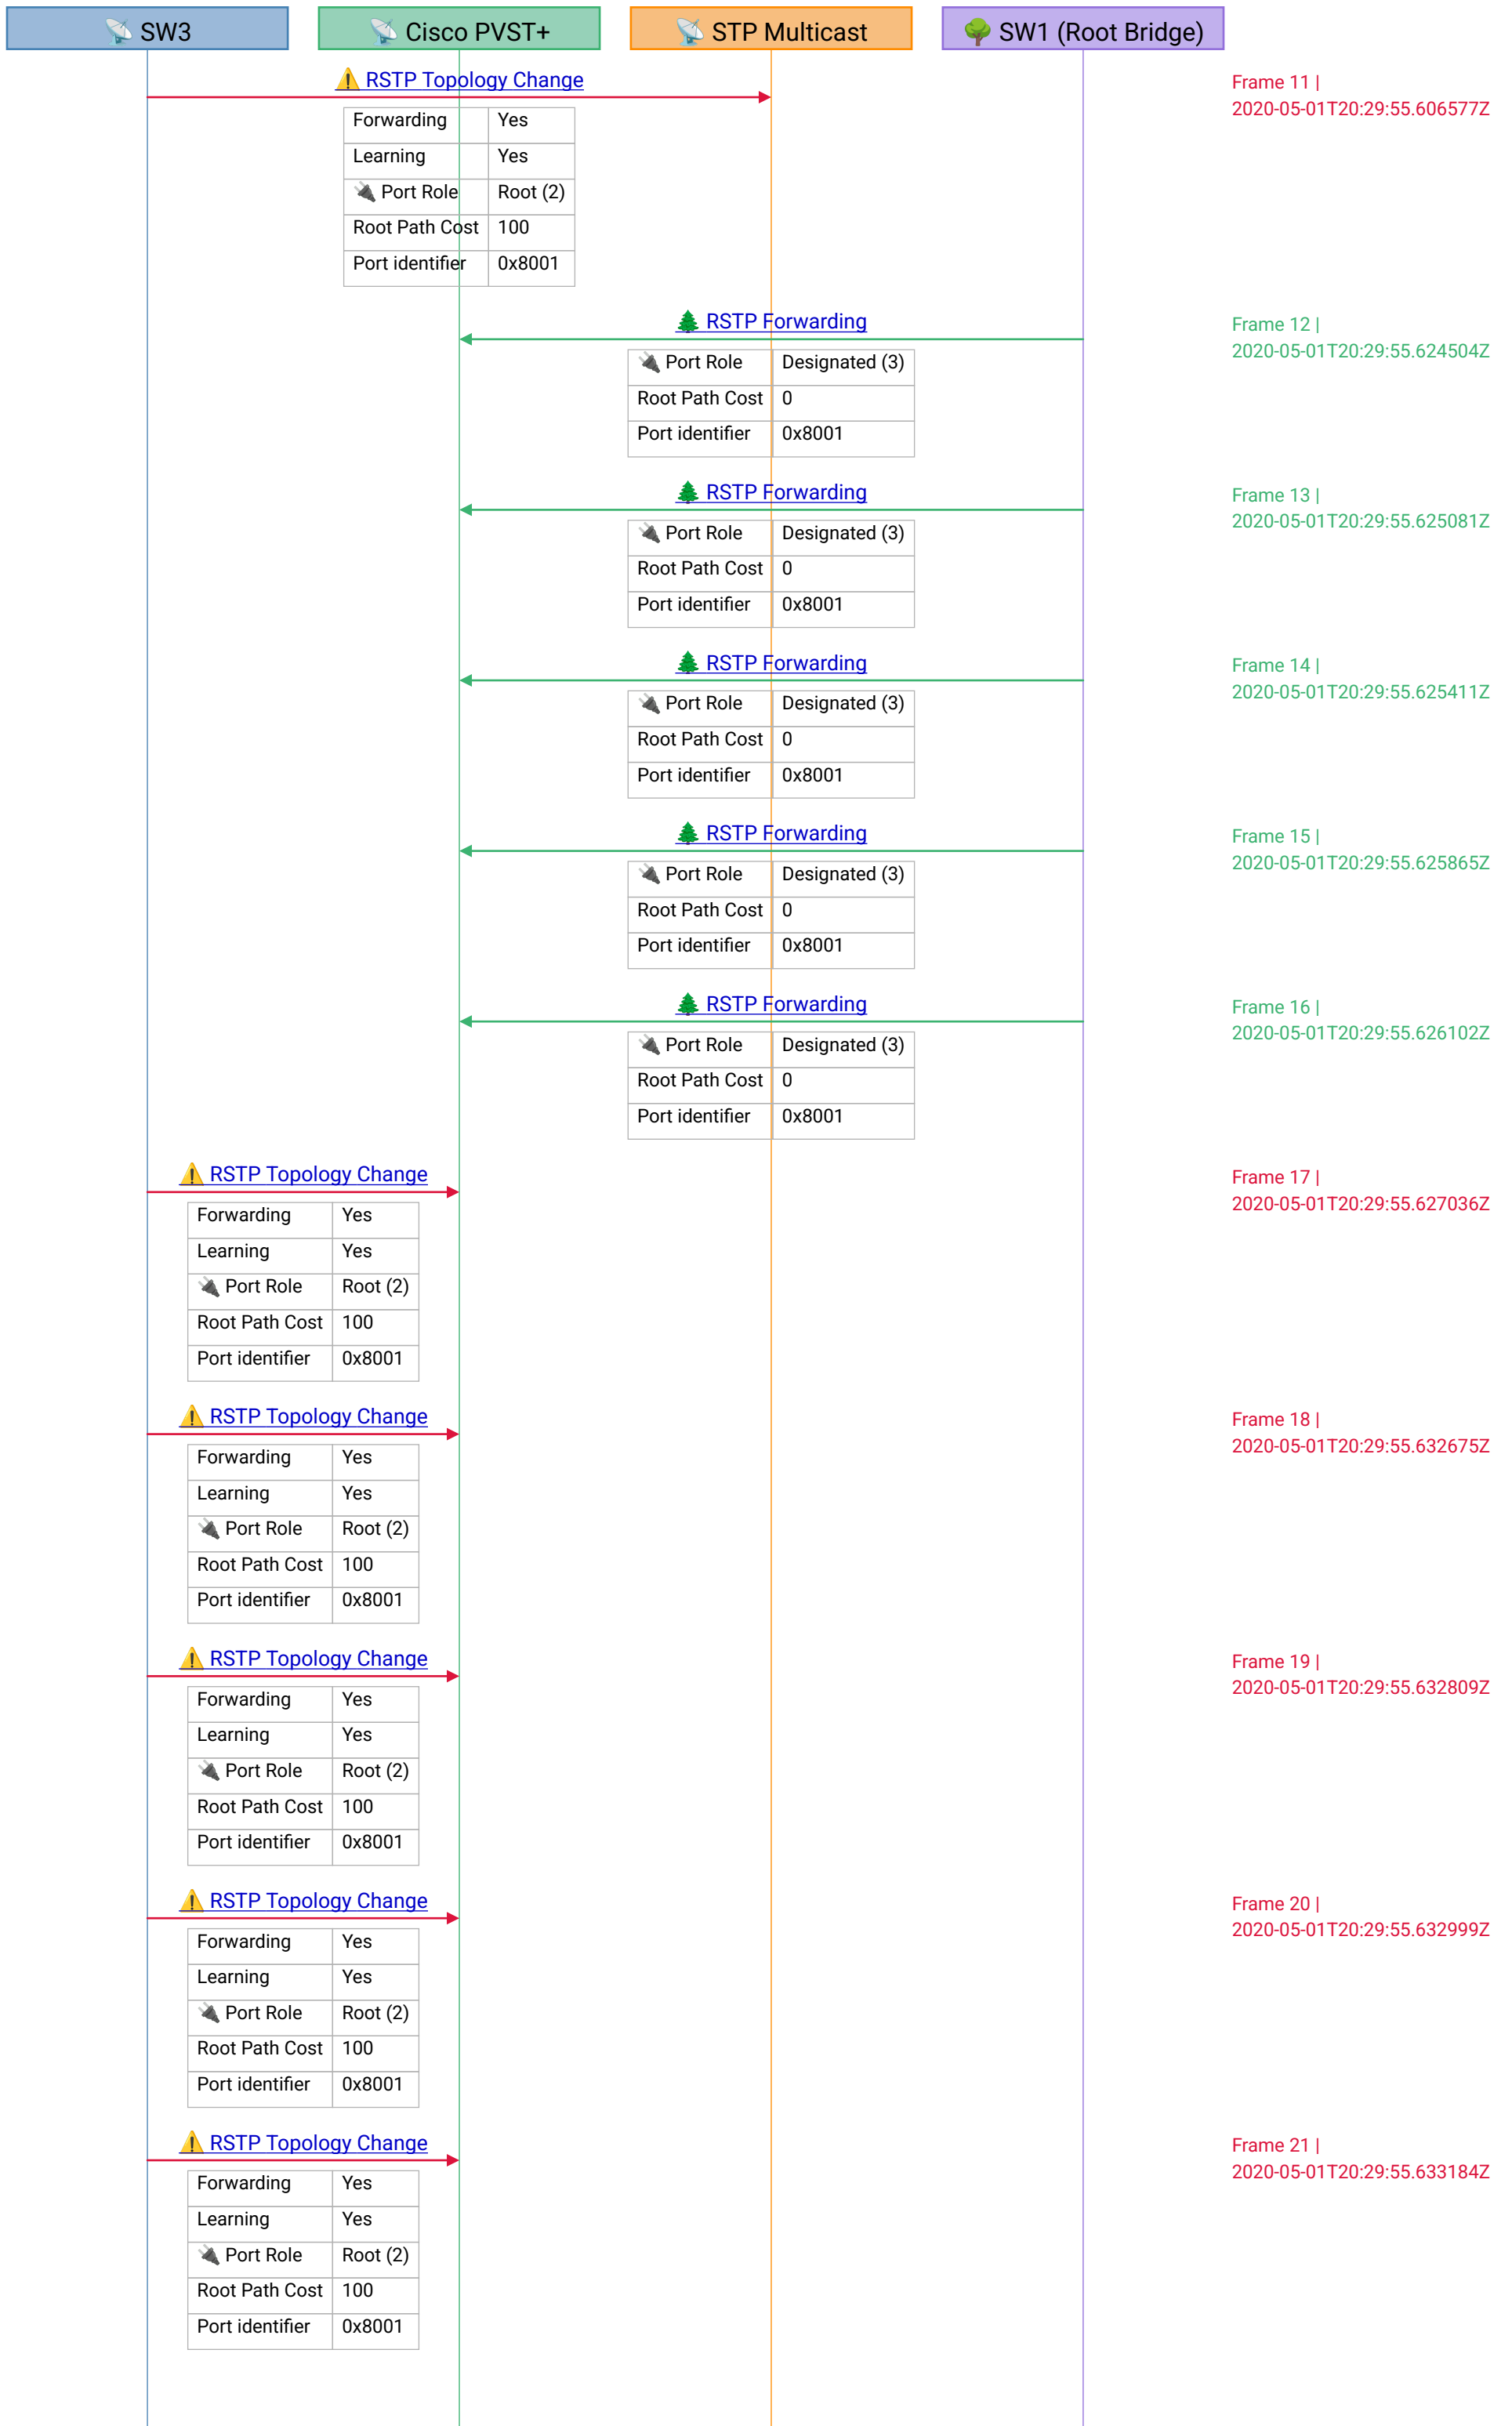 📡 SW3
📡 Cisco PVST+
📡 STP Multicast
🌳 SW1 (Root Bridge)
⚠️ RSTP Topology Change
Frame 11 |
2020-05-01T20:29:55.606577Z
Forwarding Yes
Learning Yes
🔌 Port Role Root (2)
Root Path Cost 100
Port identifier 0x8001
🌲 RSTP Forwarding
Frame 12 |
2020-05-01T20:29:55.624504Z
🔌 Port Role Designated (3)
Root Path Cost 0
Port identifier 0x8001
🌲 RSTP Forwarding
Frame 13 |
2020-05-01T20:29:55.625081Z
🔌 Port Role Designated (3)
Root Path Cost 0
Port identifier 0x8001
🌲 RSTP Forwarding
Frame 14 |
2020-05-01T20:29:55.625411Z
🔌 Port Role Designated (3)
Root Path Cost 0
Port identifier 0x8001
🌲 RSTP Forwarding
Frame 15 |
2020-05-01T20:29:55.625865Z
🔌 Port Role Designated (3)
Root Path Cost 0
Port identifier 0x8001
🌲 RSTP Forwarding
Frame 16 |
2020-05-01T20:29:55.626102Z
🔌 Port Role Designated (3)
Root Path Cost 0
Port identifier 0x8001
⚠️ RSTP Topology Change
Frame 17 |
2020-05-01T20:29:55.627036Z
Forwarding Yes
Learning Yes
🔌 Port Role Root (2)
Root Path Cost 100
Port identifier 0x8001
⚠️ RSTP Topology Change
Frame 18 |
2020-05-01T20:29:55.632675Z
Forwarding Yes
Learning Yes
🔌 Port Role Root (2)
Root Path Cost 100
Port identifier 0x8001
⚠️ RSTP Topology Change
Frame 19 |
2020-05-01T20:29:55.632809Z
Forwarding Yes
Learning Yes
🔌 Port Role Root (2)
Root Path Cost 100
Port identifier 0x8001
⚠️ RSTP Topology Change
Frame 20 |
2020-05-01T20:29:55.632999Z
Forwarding Yes
Learning Yes
🔌 Port Role Root (2)
Root Path Cost 100
Port identifier 0x8001
⚠️ RSTP Topology Change
Frame 21 |
2020-05-01T20:29:55.633184Z
Forwarding Yes
Learning Yes
🔌 Port Role Root (2)
Root Path Cost 100
Port identifier 0x8001